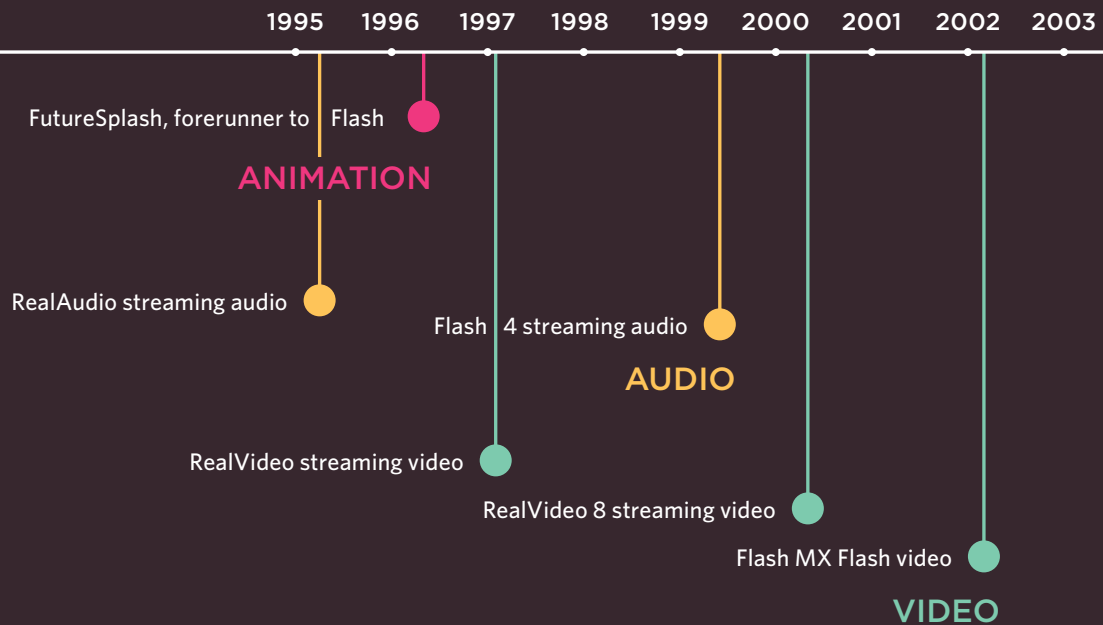 1995 1996 1997 1998 1999 2000 2001 2002 2003
FutureSplash, forerunner to Flash
ANIMATION
RealAudio streaming audio
Flash 4 streaming audio
AUDIO
RealVideo streaming video
RealVideo 8 streaming video
Flash MX Flash video
VIDEO